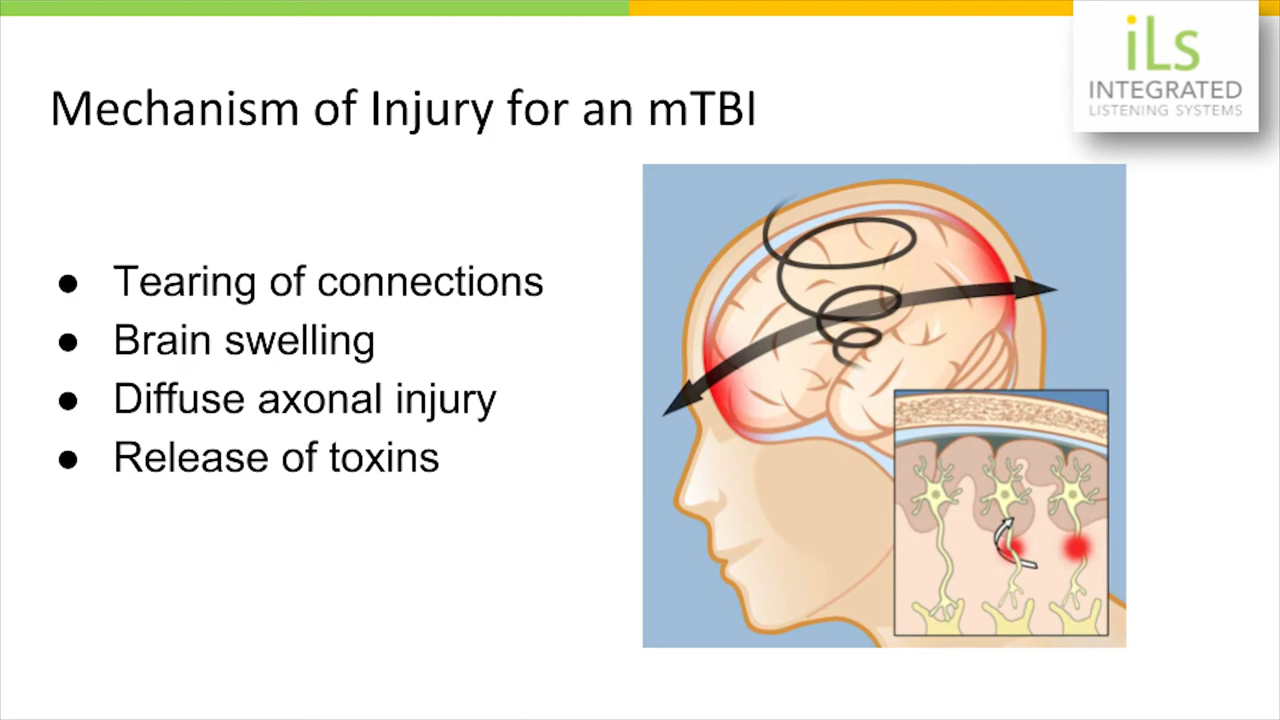 iLs
INTEGRATED
LISTENING SYSTEMS
Mechanism of Injury for an mTBI
● Tearing of connections
● Brain swelling
● Diffuse axonal injury
● Release of toxins